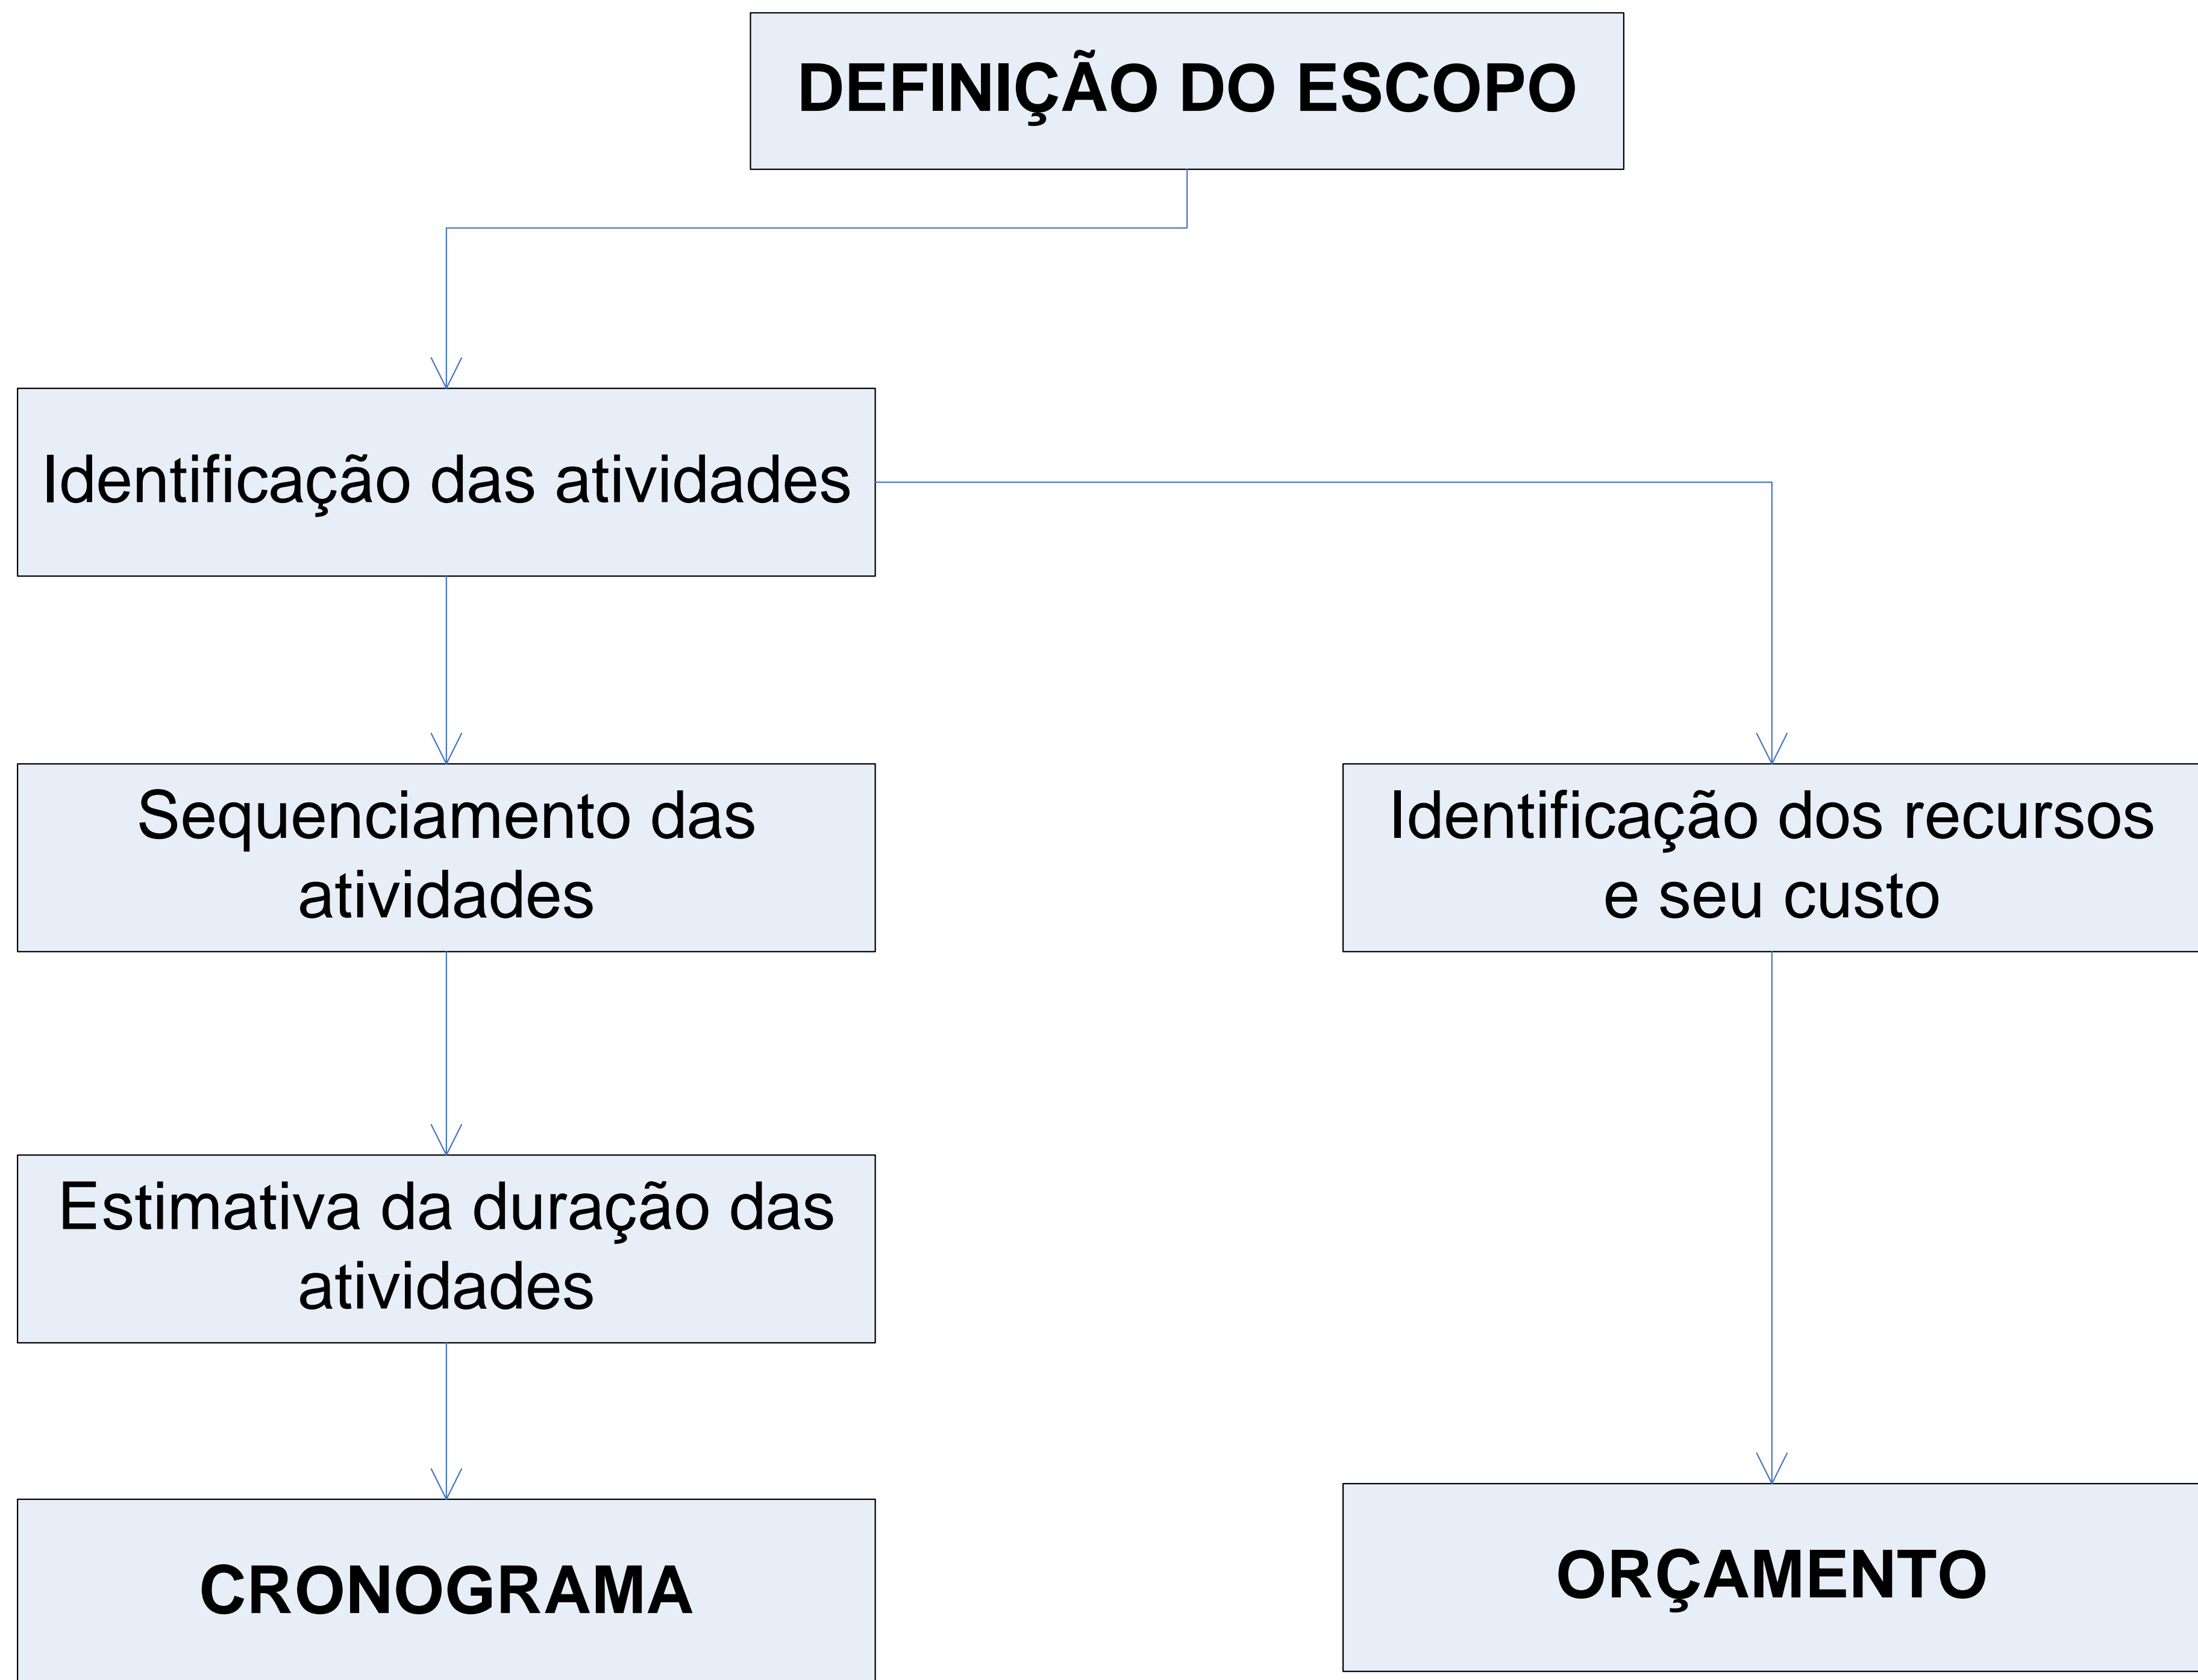 DEFINIÇÃO DO ESCOPO
Identificação das atividades
Sequenciamento das
atividades
Identificação dos recursos
e seu custo
Estimativa da duração das
atividades
CRONOGRAMA
ORÇAMENTO